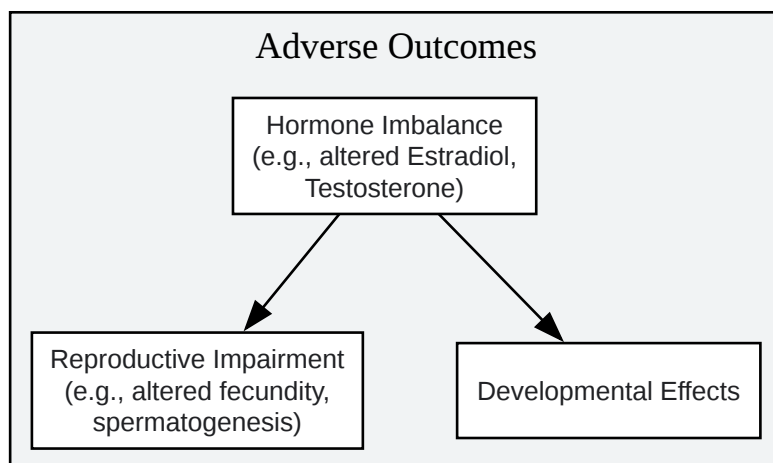 Adverse Outcomes
Hormone Imbalance
(e.g., altered Estradiol,
Testosterone)
Reproductive Impairment
(e.g., altered fecundity,
spermatogenesis)
Developmental Effects